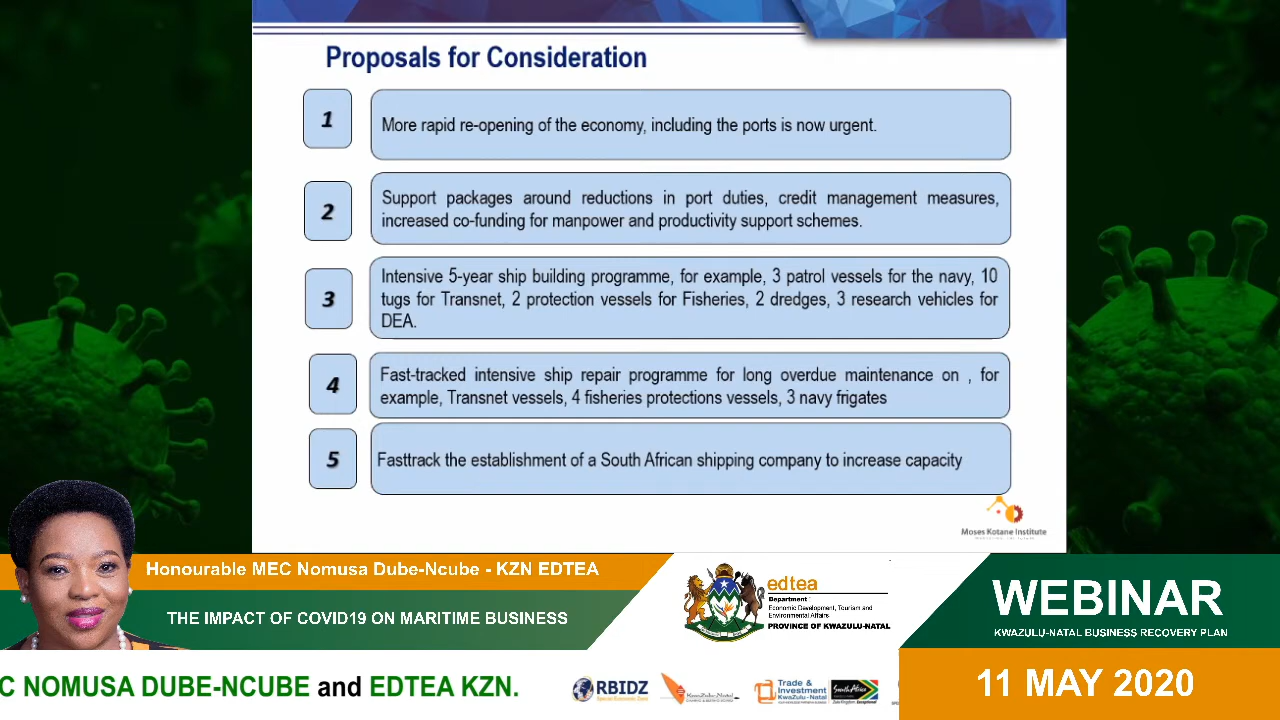 Proposals for Consideration
1
More rapid re-opening of the economy, including the ports is now urgent.
2
Support packages around reductions in port duties, credit management measures,
increased co-funding for manpower and productivity support schemes.
3
Intensive 5-year ship building programme, for example, 3 patrol vessels for the navy, 10
tugs for Transnet, 2 protection vessels for Fisheries, 2 dredges, 3 research vehicles for
DEA.
4
Fast-tracked intensive ship repair programme for long overdue maintenance on , for
example, Transnet vessels, 4 fisheries protections vessels, 3 navy frigates
5
Fasttrack the establishment of a South African shipping company to increase capacity
Moses Kotane Institute
Honourable MEC Nomusa Dube-Ncube - KZN EDTEA
THE IMPACT OF COVID19 ON MARITIME BUSINESS
edtea
Department:
Economic Development, Tourism and
Environmental Affairs
PROVINCE OF KWAZULU-NATAL
WEBINAR
KWAZULU-NATAL BUSINESS RECOVERY PLAN
11 MAY 2020
C NOMUSA DUBE-NCUBE and EDTEA KZN.
RBIDZ
Special Economic Zone
KwaZulu-Natal
Trade &
Investment
KwaZulu-Natal
South Africa